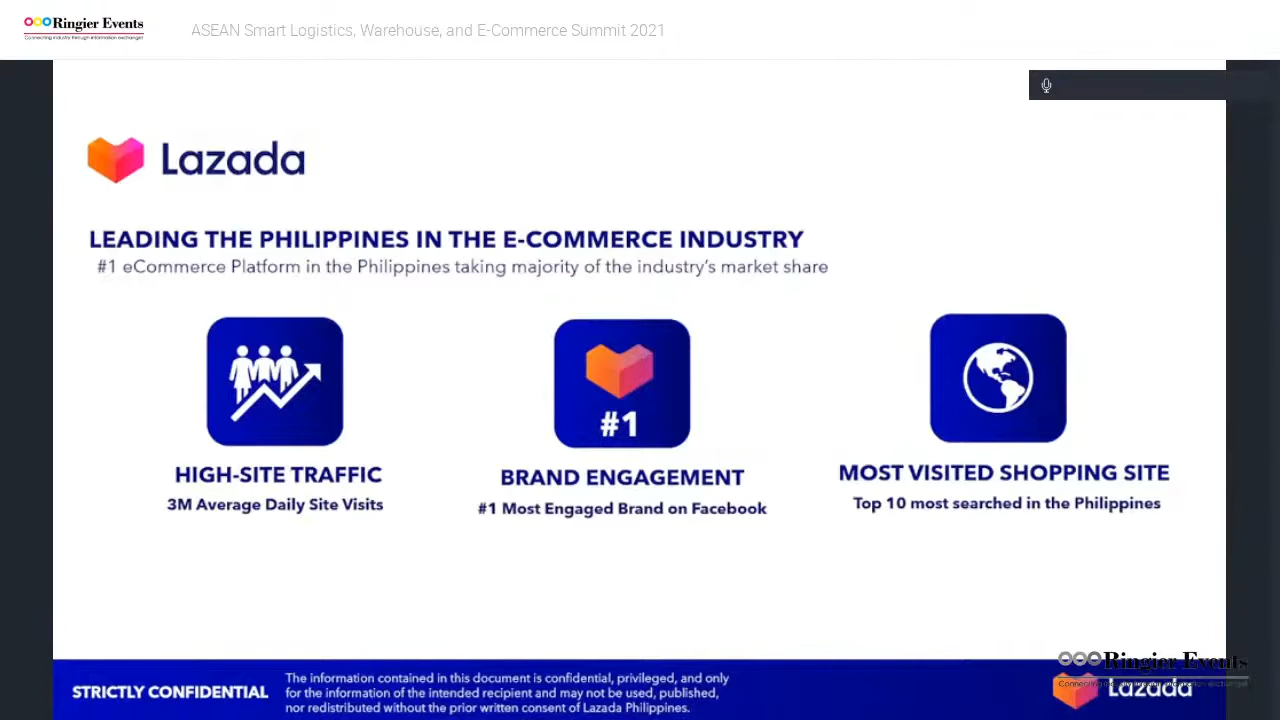 Ringier Events
Connecting industry through information exchange!
ASEAN Smart Logistics, Warehouse, and E-Commerce Summit 2021
Lazada
LEADING THE PHILIPPINES IN THE E-COMMERCE INDUSTRY
#1 eCommerce Platform in the Philippines taking majority of the industry's market share
#1
HIGH-SITE TRAFFIC
3M Average Daily Site Visits
BRAND ENGAGEMENT
#1 Most Engaged Brand on Facebook
MOST VISITED SHOPPING SITE
Top 10 most searched in the Philippines
STRICTLY CONFIDENTIAL
The information contained in this document is confidential, privileged, and only
for the information of the intended recipient and may not be used, published,
nor redistributed without the prior written consent of Lazada Philippines.
Ringier Events
Lazada